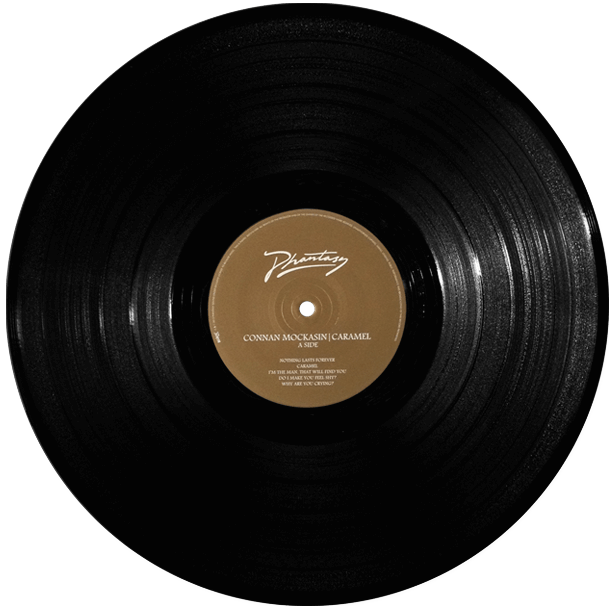 Phantasy
CONNAN MOCKASIN | CARAMEL
A SIDE
NOTHING LASTS FOREVER
CARAMEL
I'M THE MAN, THAT WILL FIND YOU
DO I MAKE YOU FEEL SHY?
WHY ARE YOU CRYING?